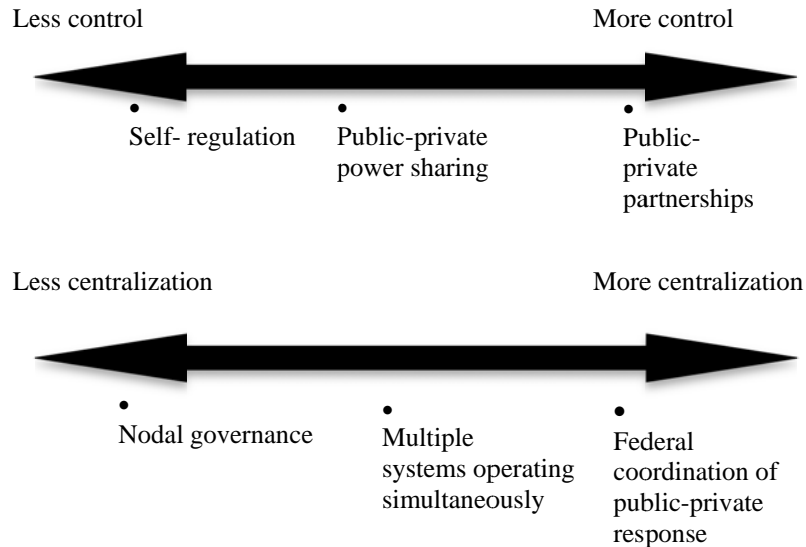 Less control More control
• Self- regulation
• Public-private
power sharing
• Public-
private
partnerships
Less centralization More centralization
• Nodal governance
• Multiple
systems operating
simultaneously
• Federal
coordination of
public-private
response